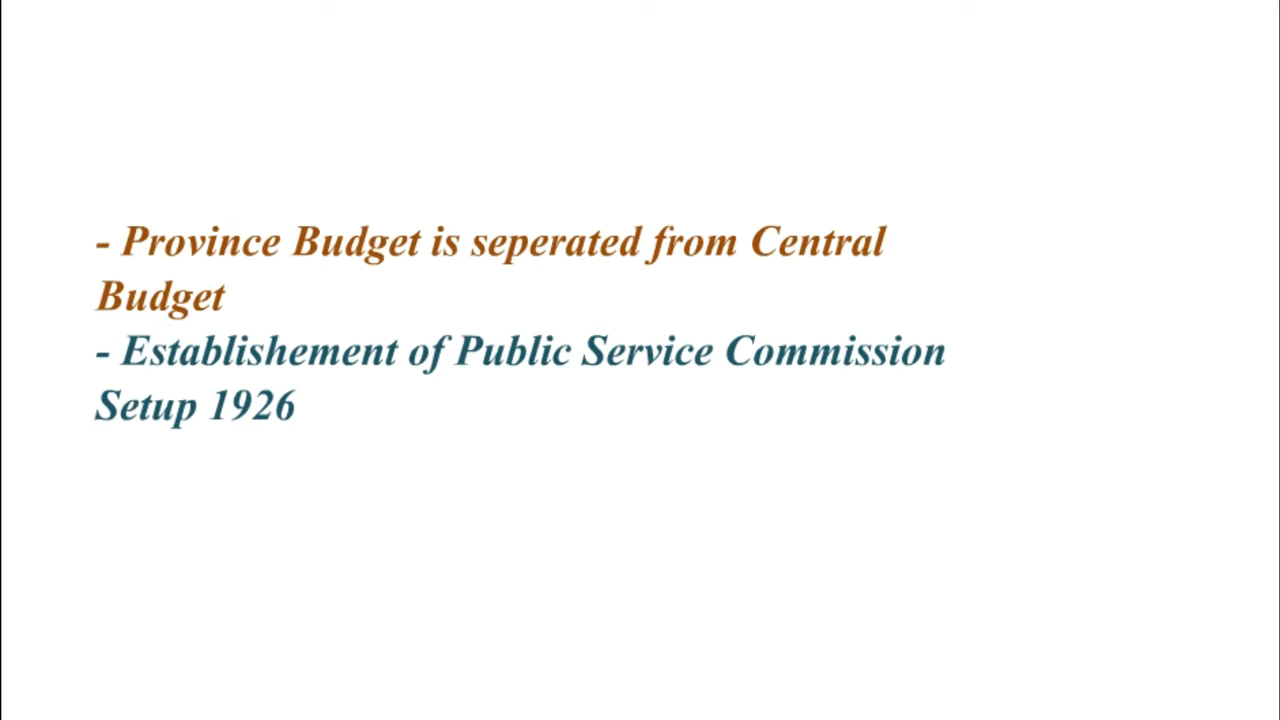 - Province Budget is seperated from Central
Budget
- Establishement of Public Service Commission
Setup 1926